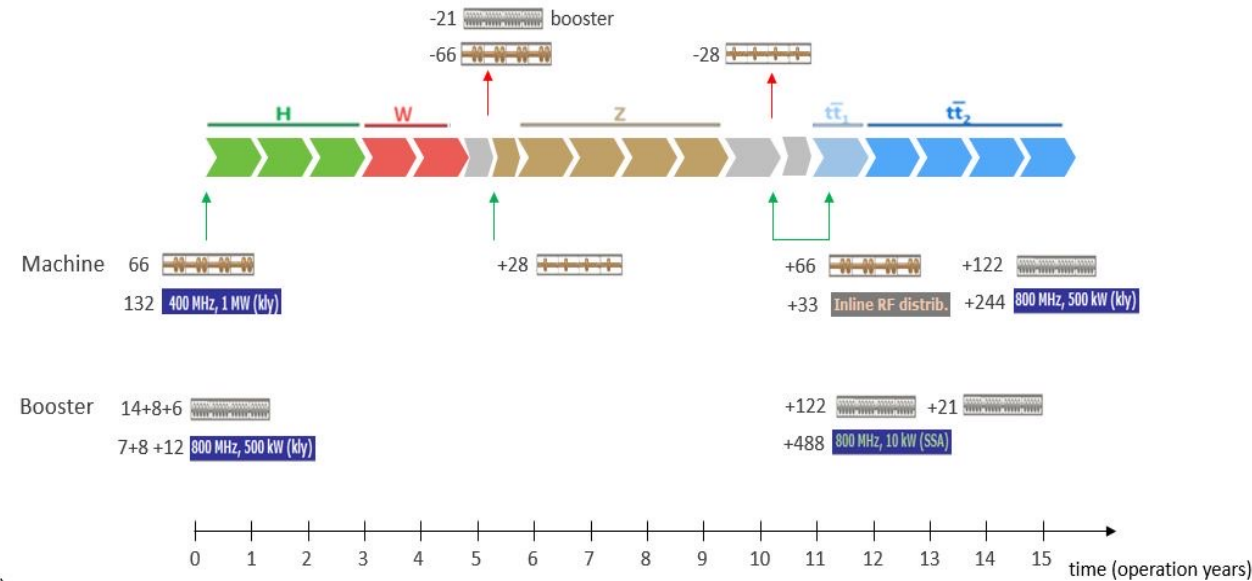 -21 booster
-66
-28
H W Z tt̅₁ tt̅₂
Machine 66 +28 +66 +122
132 400 MHz, 1 MW (kly) +33 Inline RF distrib. +244 800 MHz, 500 kW (kly)
Booster 14+8+6 +122 +21
7+8 +12 800 MHz, 500 kW (kly) +488 800 MHz, 10 kW (SSA)
0 1 2 3 4 5 6 7 8 9 10 11 12 13 14 15
time (operation years)